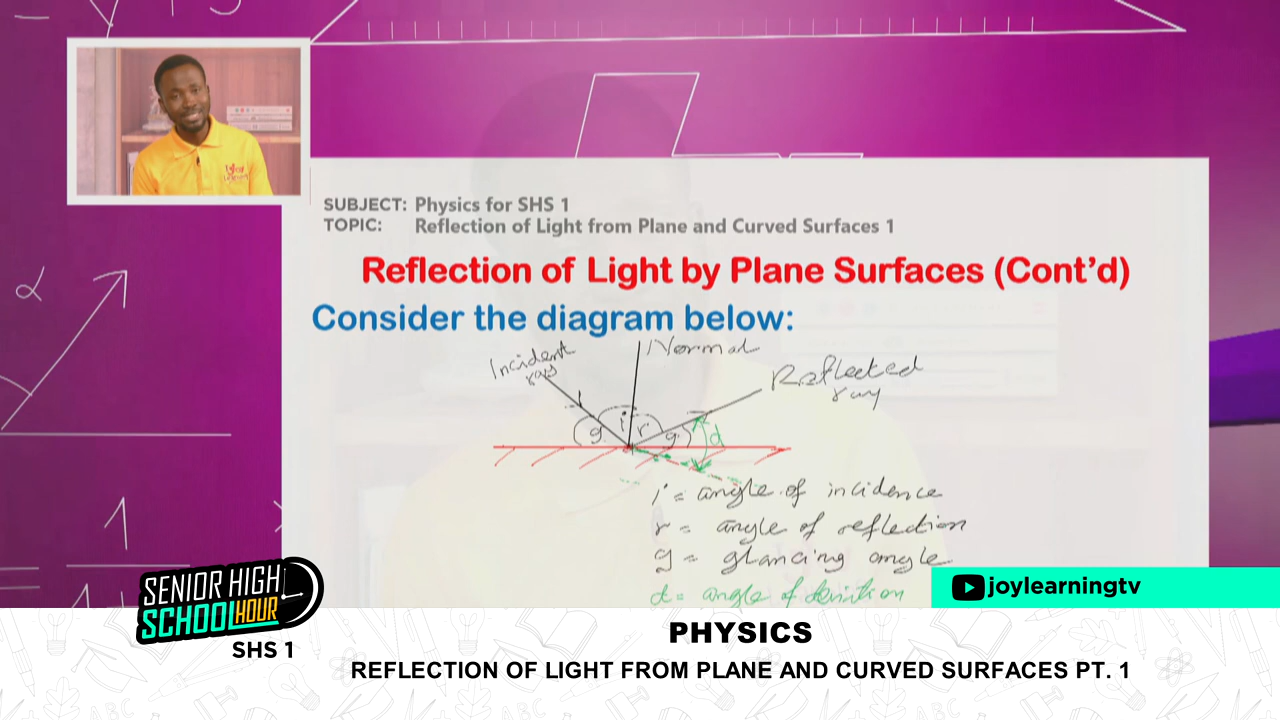 SUBJECT: Physics for SHS 1
TOPIC: Reflection of Light from Plane and Curved Surfaces 1
Reflection of Light by Plane Surfaces (Cont’d)
Consider the diagram below:
Incident ray
Normal
Reflected ray
g i r g d
i = angle of incidence
r = angle of reflection
g = glancing angle
d = angle of
α
1
1
joylearningtv
SENIOR HIGH
SCHOOL HOUR
SHS 1
PHYSICS
REFLECTION OF LIGHT FROM PLANE AND CURVED SURFACES PT. 1